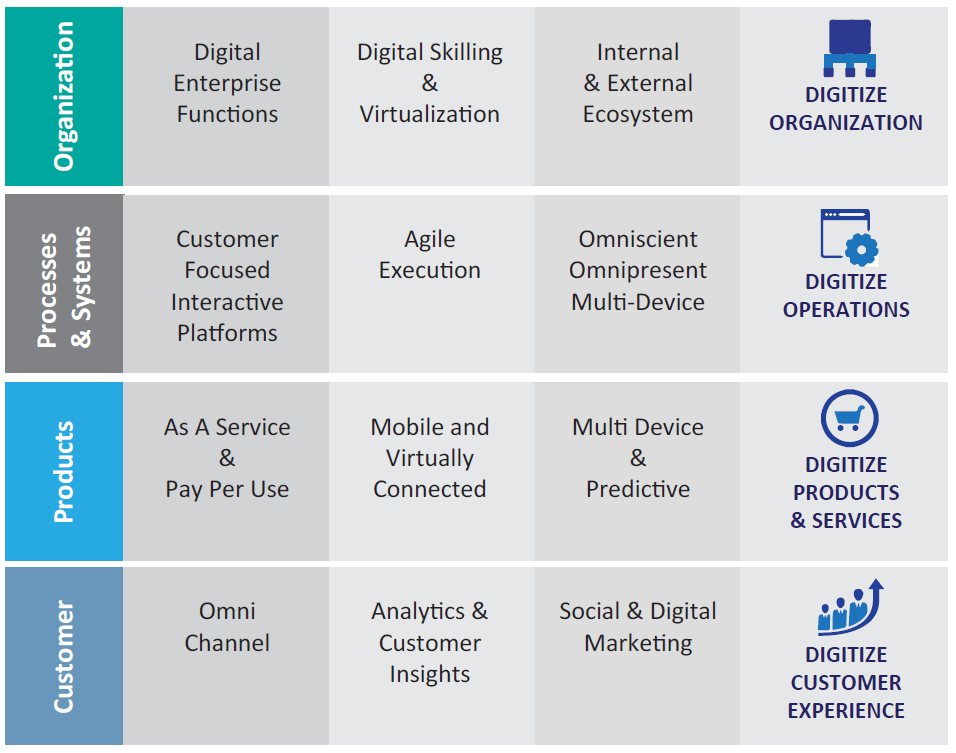 Organization
Digital
Enterprise
Functions
Digital Skilling
&
Virtualization
Internal
& External
Ecosystem
DIGITIZE
ORGANIZATION
Processes
& Systems
Customer
Focused
Interactive
Platforms
Agile
Execution
Omniscient
Omnipresent
Multi-Device
DIGITIZE
OPERATIONS
Products
As A Service
&
Pay Per Use
Mobile and
Virtually
Connected
Multi Device
&
Predictive
DIGITIZE
PRODUCTS
& SERVICES
Customer
Omni
Channel
Analytics &
Customer
Insights
Social & Digital
Marketing
DIGITIZE
CUSTOMER
EXPERIENCE